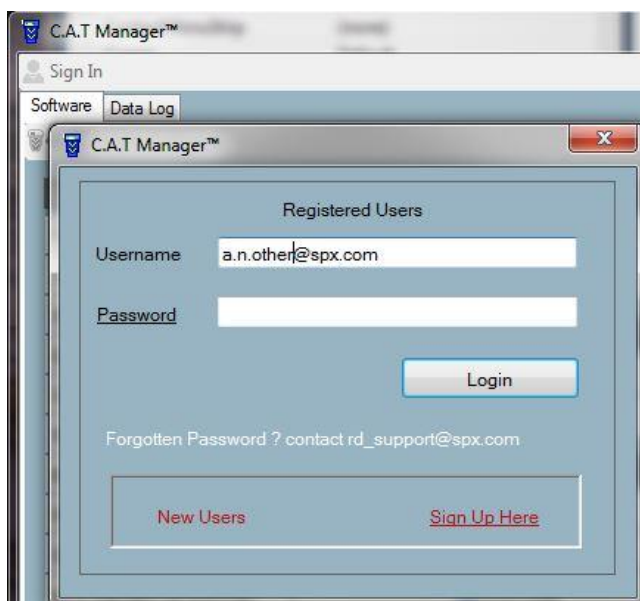 C.A.T Manager™
Sign In
Software Data Log
C.A.T Manager™
Registered Users
Username a.n.other@spx.com
Password
Login
Forgotten Password ? contact rd_support@spx.com
New Users Sign Up Here